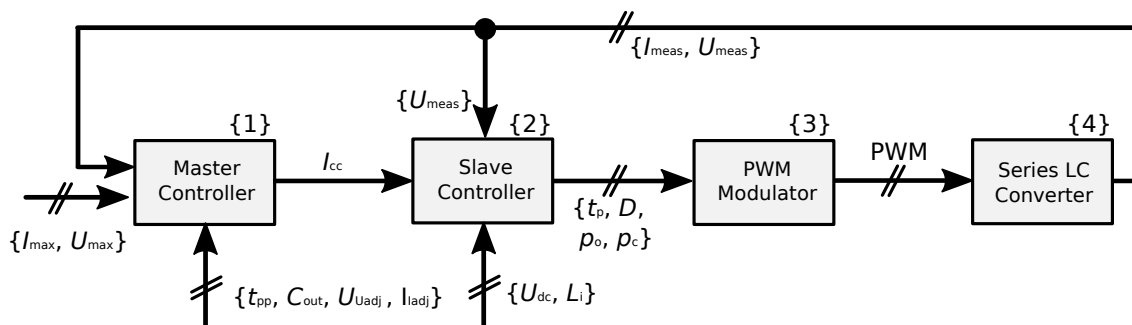 {Imeas, Umeas}
{Umeas}
{1}
{2}
{3}
{4}
Master
Controller
Icc
Slave
Controller
PWM
Modulator
PWM
Series LC
Converter
{Imax, Umax}
{tp, D,
po, pc}
{tpp, Cout, UUadj, IIadj}
{Udc, Li}